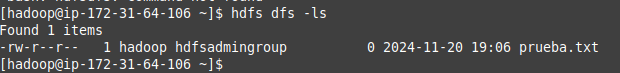 [hadoop@ip-172-31-64-106 ~]$ hdfs dfs -ls
Found 1 items
-rw-r--r--   1 hadoop hdfsadmingroup          0 2024-11-20 19:06 prueba.txt
[hadoop@ip-172-31-64-106 ~]$